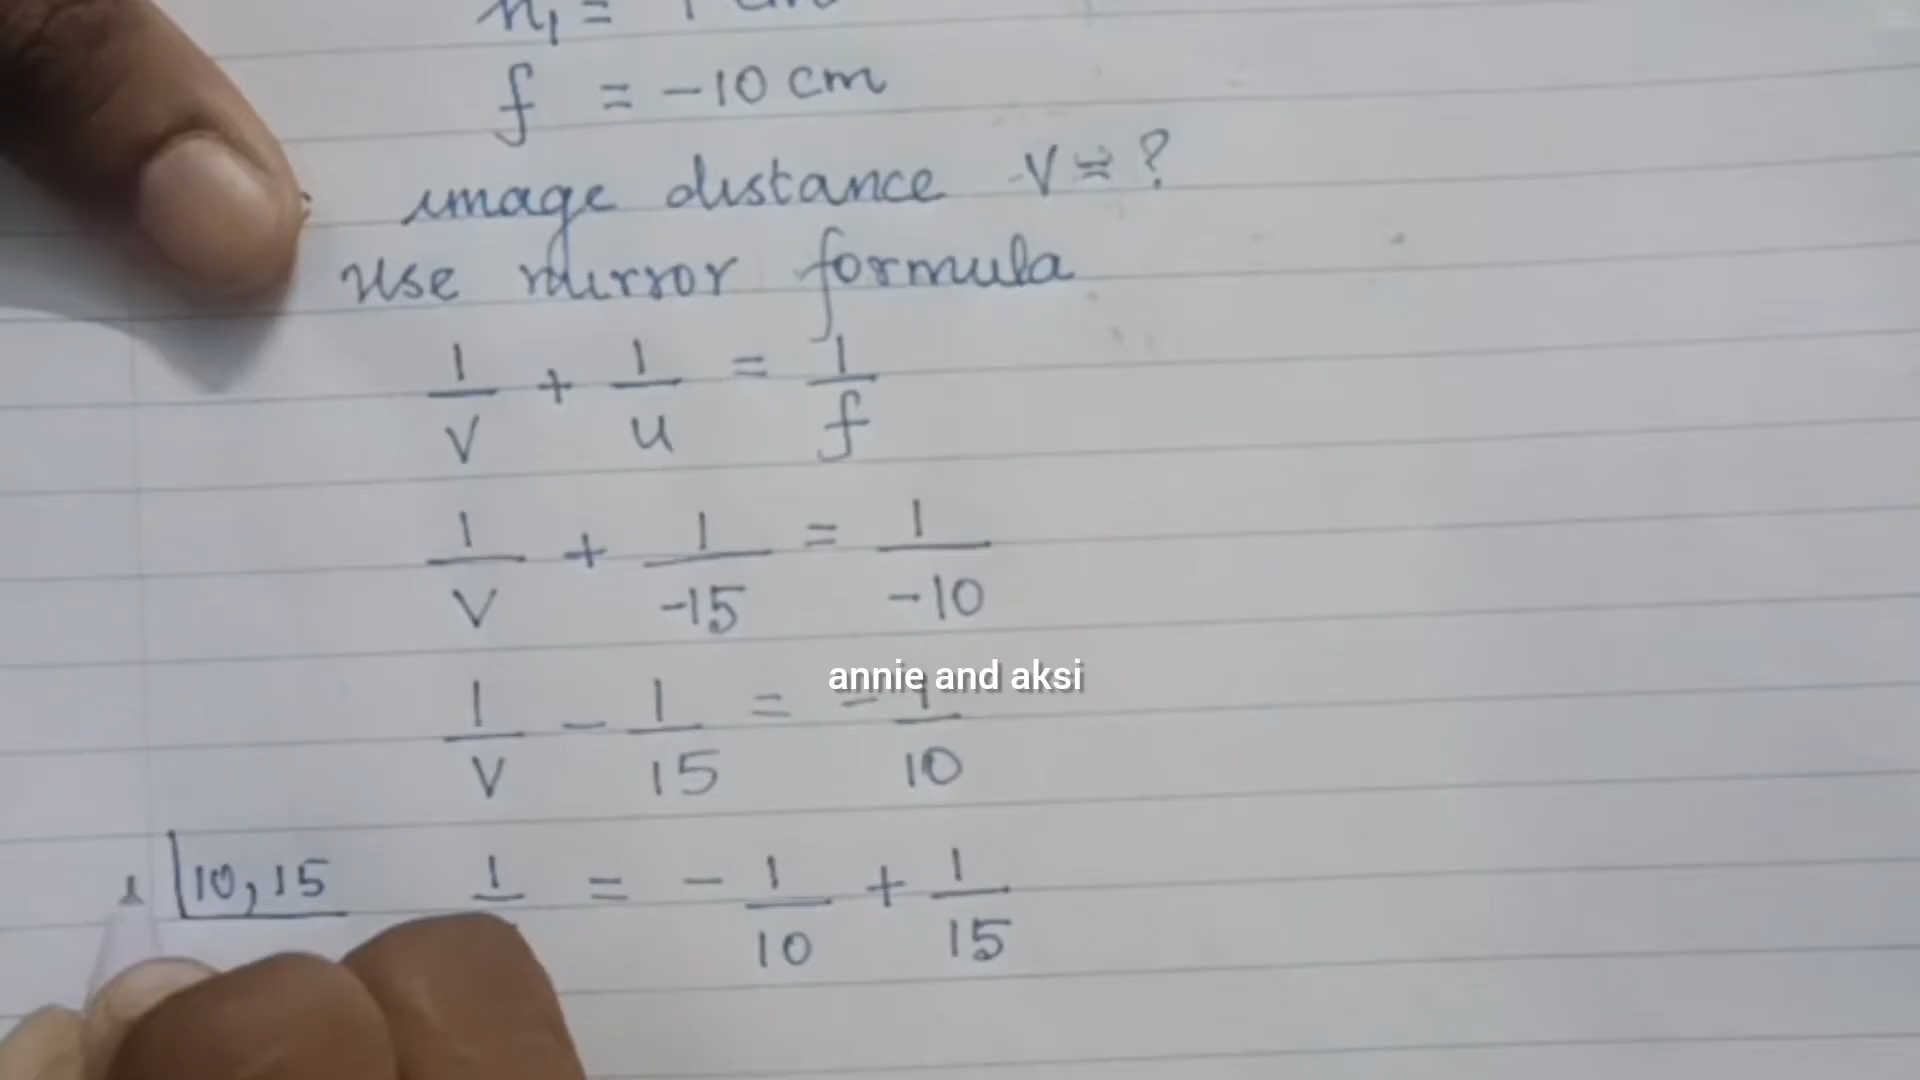 f = -10 cm
image distance v = ?
Use mirror formula
1/v + 1/u = 1/f
1/v + 1/-15 = 1/-10
annie and aksi
1/v - 1/15 = -1/10
10,15 1 = -1/10 + 1/15